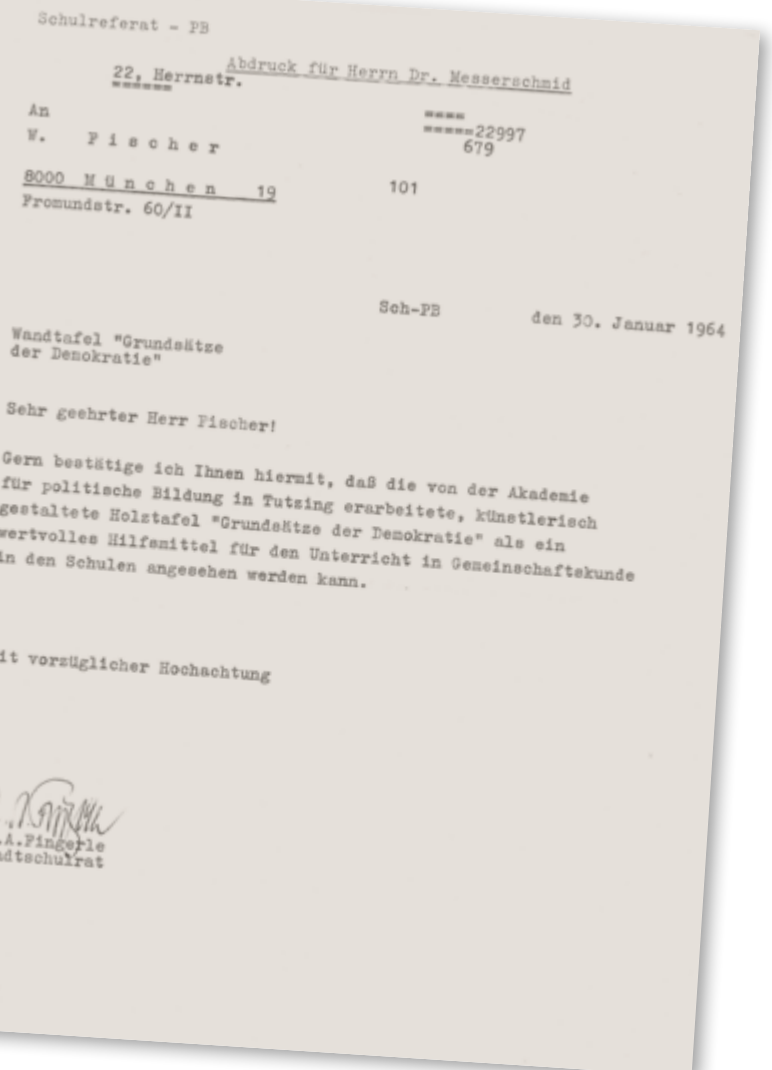 Schulreferat - PB
Abdruck für Herrn Dr. Messerschmid
22, Herrnstr.
======
An
====
=====22997
W. F i s c h e r
679
8000 M ü n c h e n 19
101
Fromundstr. 60/II
Sch-PB den 30. Januar 1964
Wandtafel "Grundsätze
der Demokratie"
Sehr geehrter Herr Fischer!
Gern bestätige ich Ihnen hiermit, daß die von der Akademie
für politische Bildung in Tutzing erarbeitete, künstlerisch
gestaltete Holztafel "Grundsätze der Demokratie" als ein
wertvolles Hilfsmittel für den Unterricht in Gemeinschaftskunde
in den Schulen angesehen werden kann.
it vorzüglicher Hochachtung
.A.Fingerle
dtschulrat